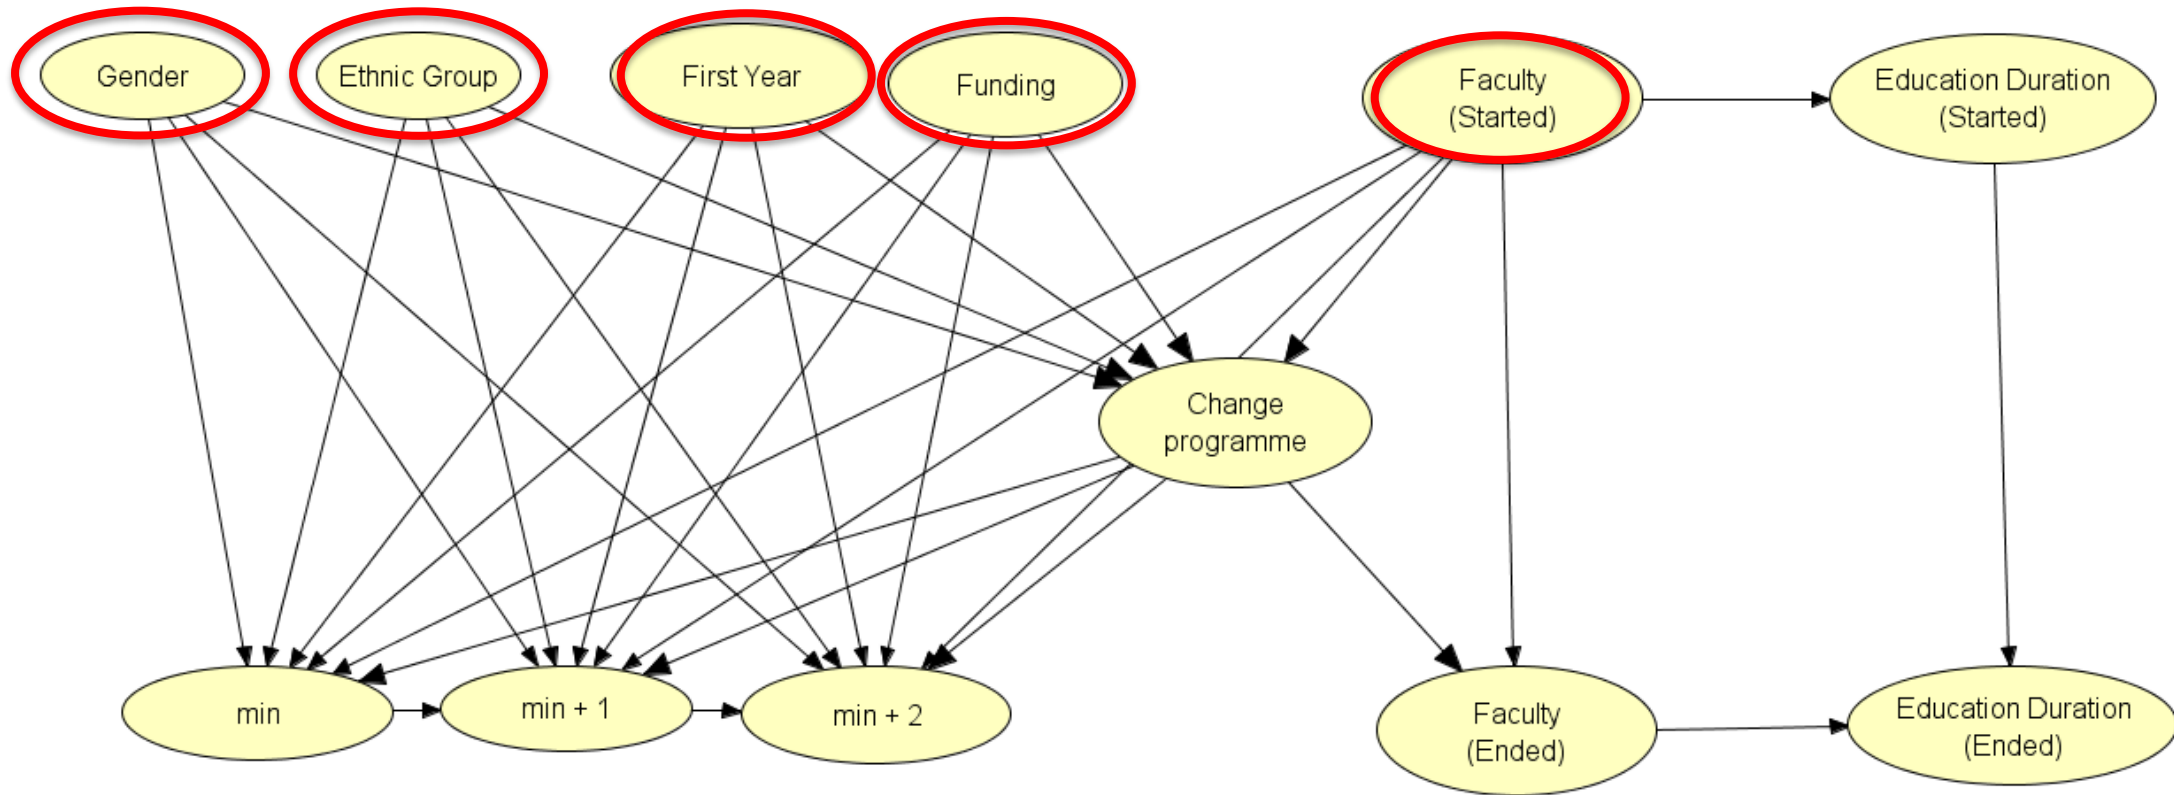 Gender
Ethnic Group
First Year
Funding
Faculty
(Started)
Education Duration
(Started)
Change
programme
min
min + 1
min + 2
Faculty
(Ended)
Education Duration
(Ended)